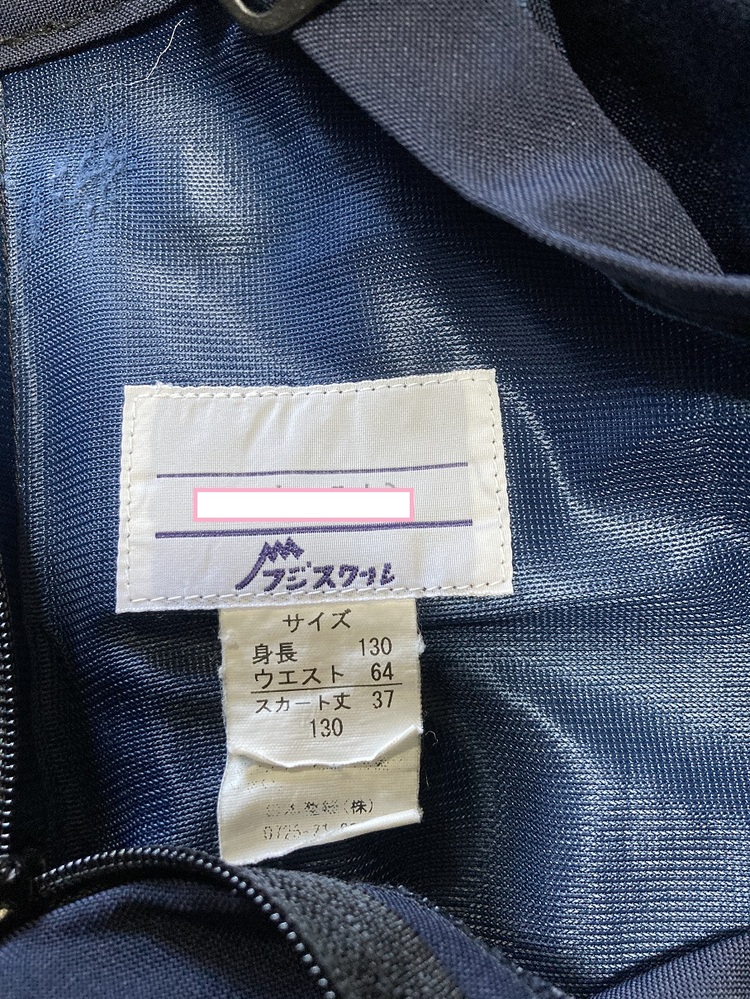 フジスクール
サイズ
身長 130
ウエスト 64
スカート丈 37
130
(株)